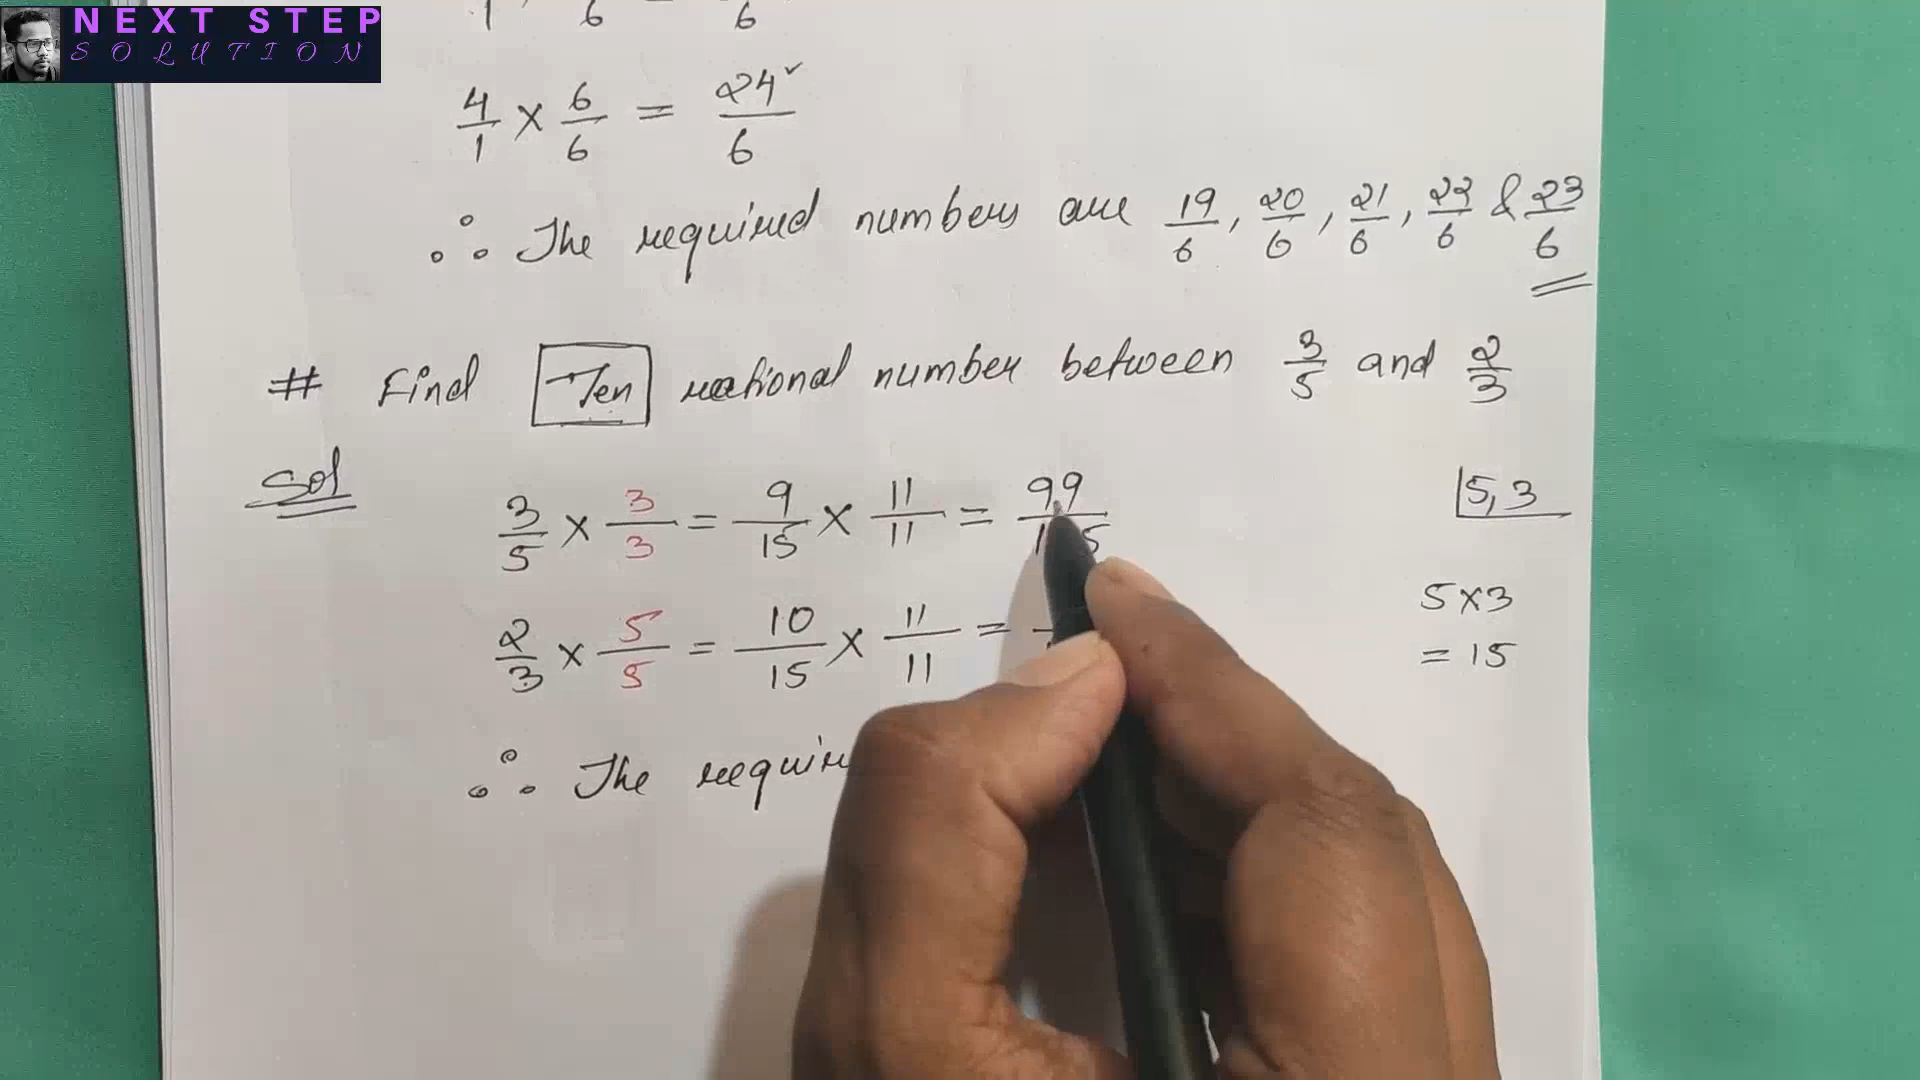 NEXT STEP
SOLUTION
1 6 = 6
4/1 × 6/6 = 24/6
∴ The required numbers are 19/6, 20/6, 21/6, 22/6 & 23/6
# Find Ten rational number between 3/5 and 2/3
Sol
3/5 × 3/3 = 9/15 × 11/11 = 99/
5, 3
2/3 × 5/5 = 10/15 × 11/11 =
5×3
= 15
∴ The